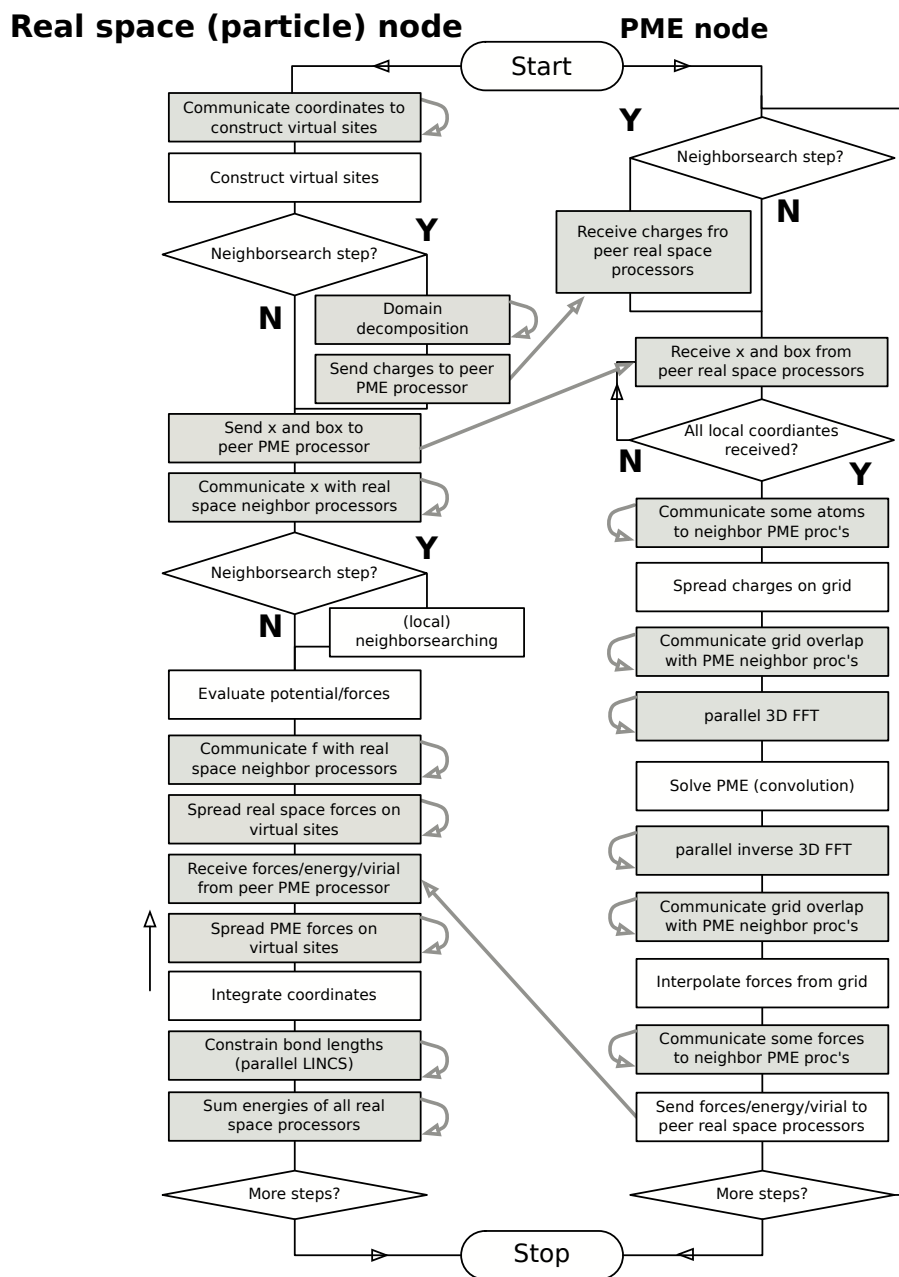 Real space (particle) node
PME node
Start
Communicate coordinates to
construct virtual sites
Construct virtual sites
Neighborsearch step?
Y
N
Domain
decomposition
Send charges to peer
PME processor
Send x and box to
peer PME processor
Communicate x with real
space neighbor processors
Neighborsearch step?
Y
N
(local)
neighborsearching
Evaluate potential/forces
Communicate f with real
space neighbor processors
Spread real space forces on
virtual sites
Receive forces/energy/virial
from peer PME processor
Spread PME forces on
virtual sites
Integrate coordinates
Constrain bond lengths
(parallel LINCS)
Sum energies of all real
space processors
More steps?
Y
Neighborsearch step?
N
Receive charges fro
peer real space
processors
Receive x and box from
peer real space processors
All local coordiantes
received?
N
Y
Communicate some atoms
to neighbor PME proc's
Spread charges on grid
Communicate grid overlap
with PME neighbor proc's
parallel 3D FFT
Solve PME (convolution)
parallel inverse 3D FFT
Communicate grid overlap
with PME neighbor proc's
Interpolate forces from grid
Communicate some forces
to neighbor PME proc's
Send forces/energy/virial to
peer real space processors
More steps?
Stop